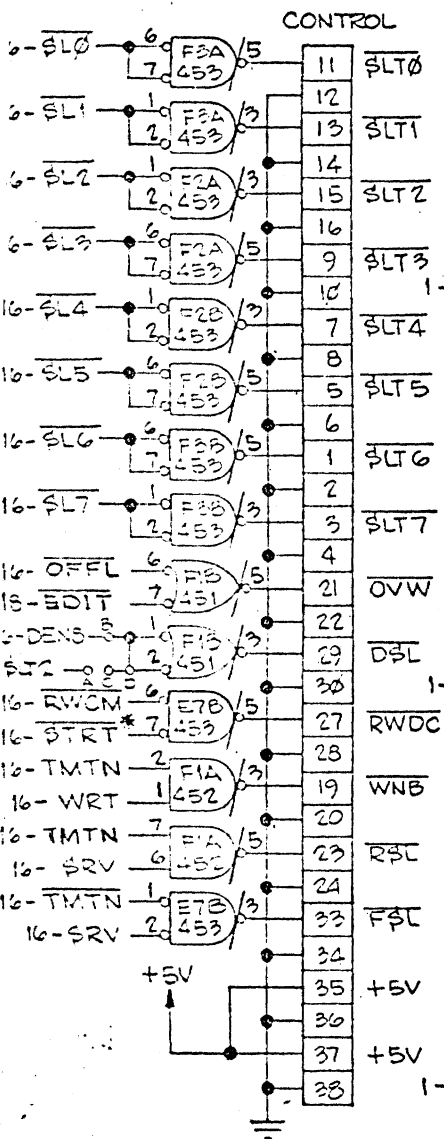 CONTROL
6-SLØ 6 7 F3A 453 5 11 SLTØ
12
6-SL1 1 2 F3A 453 3 13 SLT1
14
6-SL2 1 2 F2A 453 3 15 SLT2
16
6-SL3 6 7 F2A 453 5 9 SLT3
10 1-
16-SL4 1 2 F2B 453 3 7 SLT4
8
16-SL5 6 7 F2B 453 5 5 SLT5
6
16-SL6 6 7 F3B 453 5 1 SLT6
2
16-SL7 1 2 F3B 453 3 3 SLT7
4
16-OFFL 6 F1B 451 5 21 OVW
18-EDIT 7
22
6-DENS B 1 F1B 451 3 29 DSL
SLT2 A C 2
30 1-
16-RWCM 6 E7B 453 5 27 RWDC
16-STRT* 7
28
16-TMTN 2 F1A 452 3 19 WNB
16-WRT 1
20
16-TMTN 7 F1A 452 5 23 RSL
16-SRV 6
24
16-TMTN 1 E7B 453 3 33 FSL
16-SRV 2
34
+5V 35 +5V
36
37 +5V
38 1-